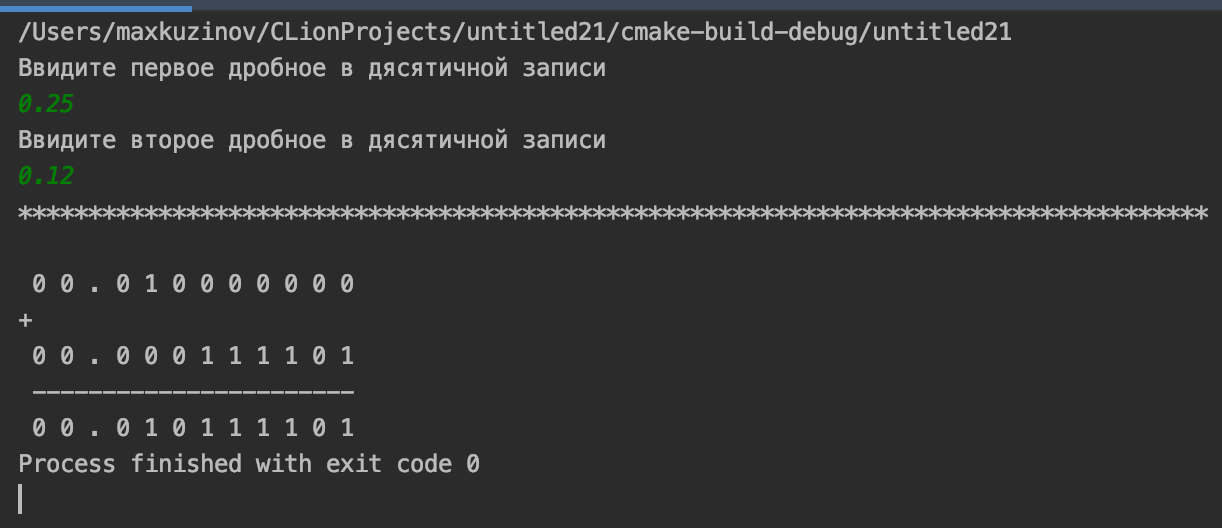 /Users/maxkuzinov/CLionProjects/untitled21/cmake-build-debug/untitled21
Ввидите первое дробное в дясятичной записи
0.25
Ввидите второе дробное в дясятичной записи
0.12
*************************************************************************************
0 0 . 0 1 0 0 0 0 0 0 0
+
0 0 . 0 0 0 1 1 1 1 0 1
-----------------------
0 0 . 0 1 0 1 1 1 1 0 1
Process finished with exit code 0